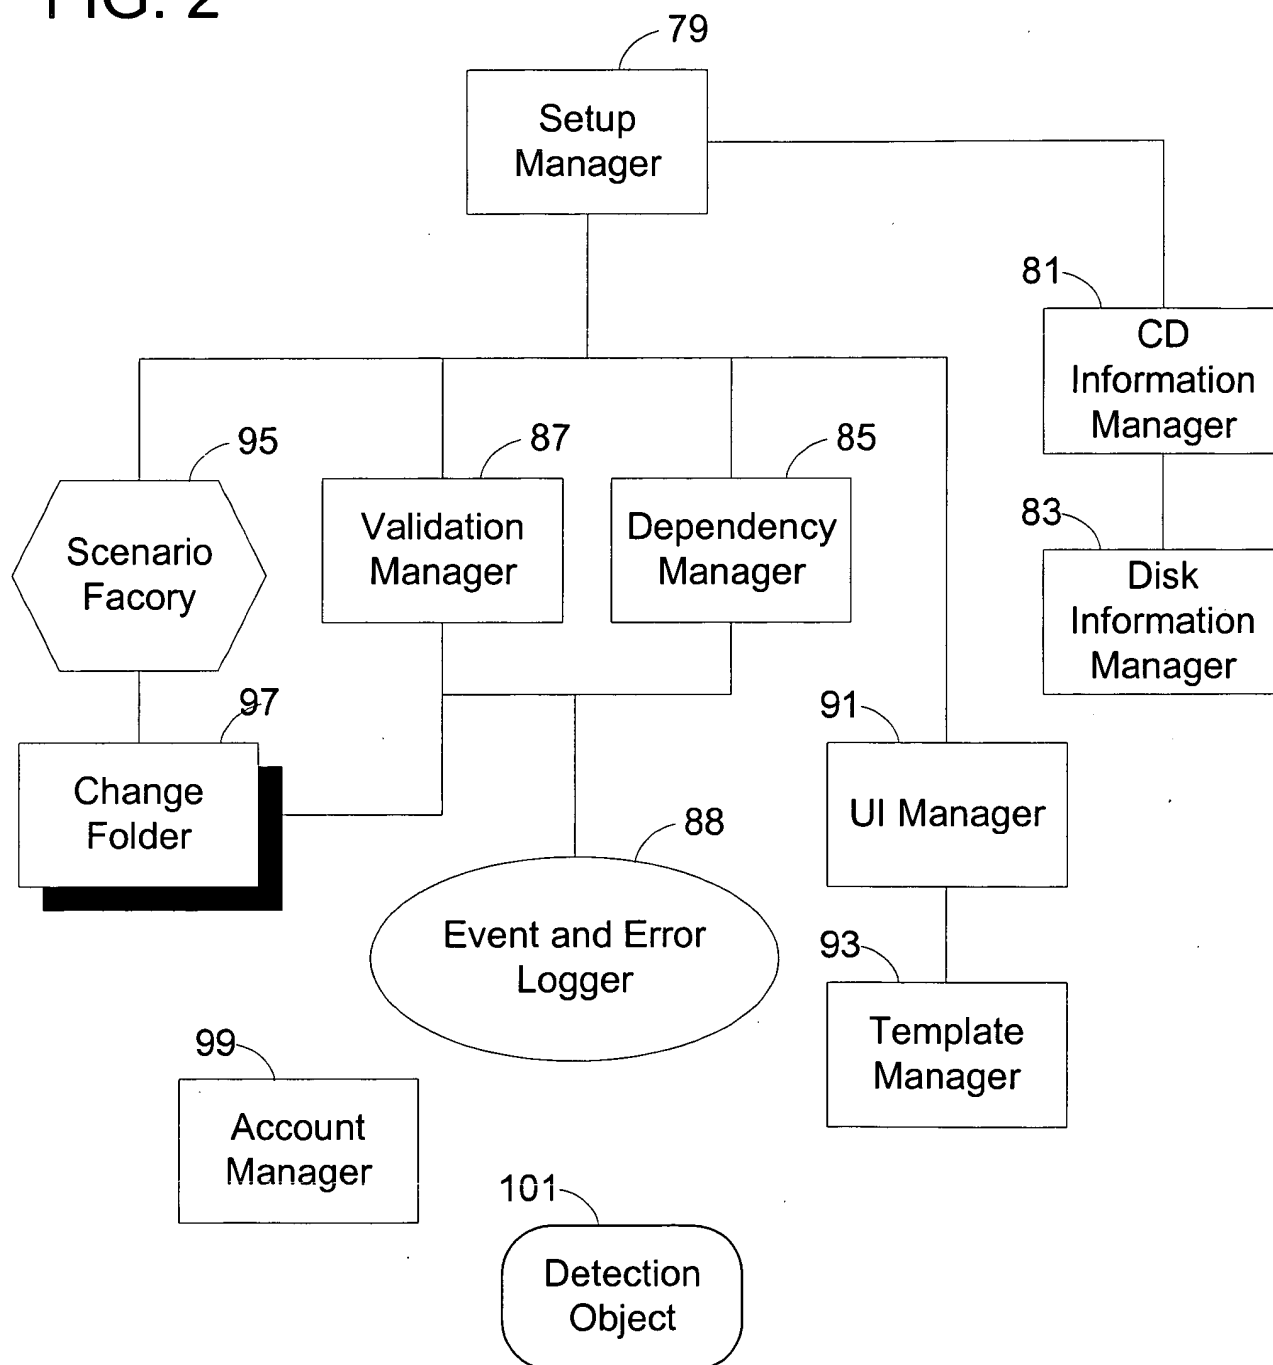 FIG. 2
79
Setup
Manager
81
CD
Information
Manager
95
87
85
Scenario
Facory
Validation
Manager
Dependency
Manager
83
Disk
Information
Manager
97
91
Change
Folder
UI Manager
88
Event and Error
Logger
93
Template
Manager
99
Account
Manager
101
Detection
Object